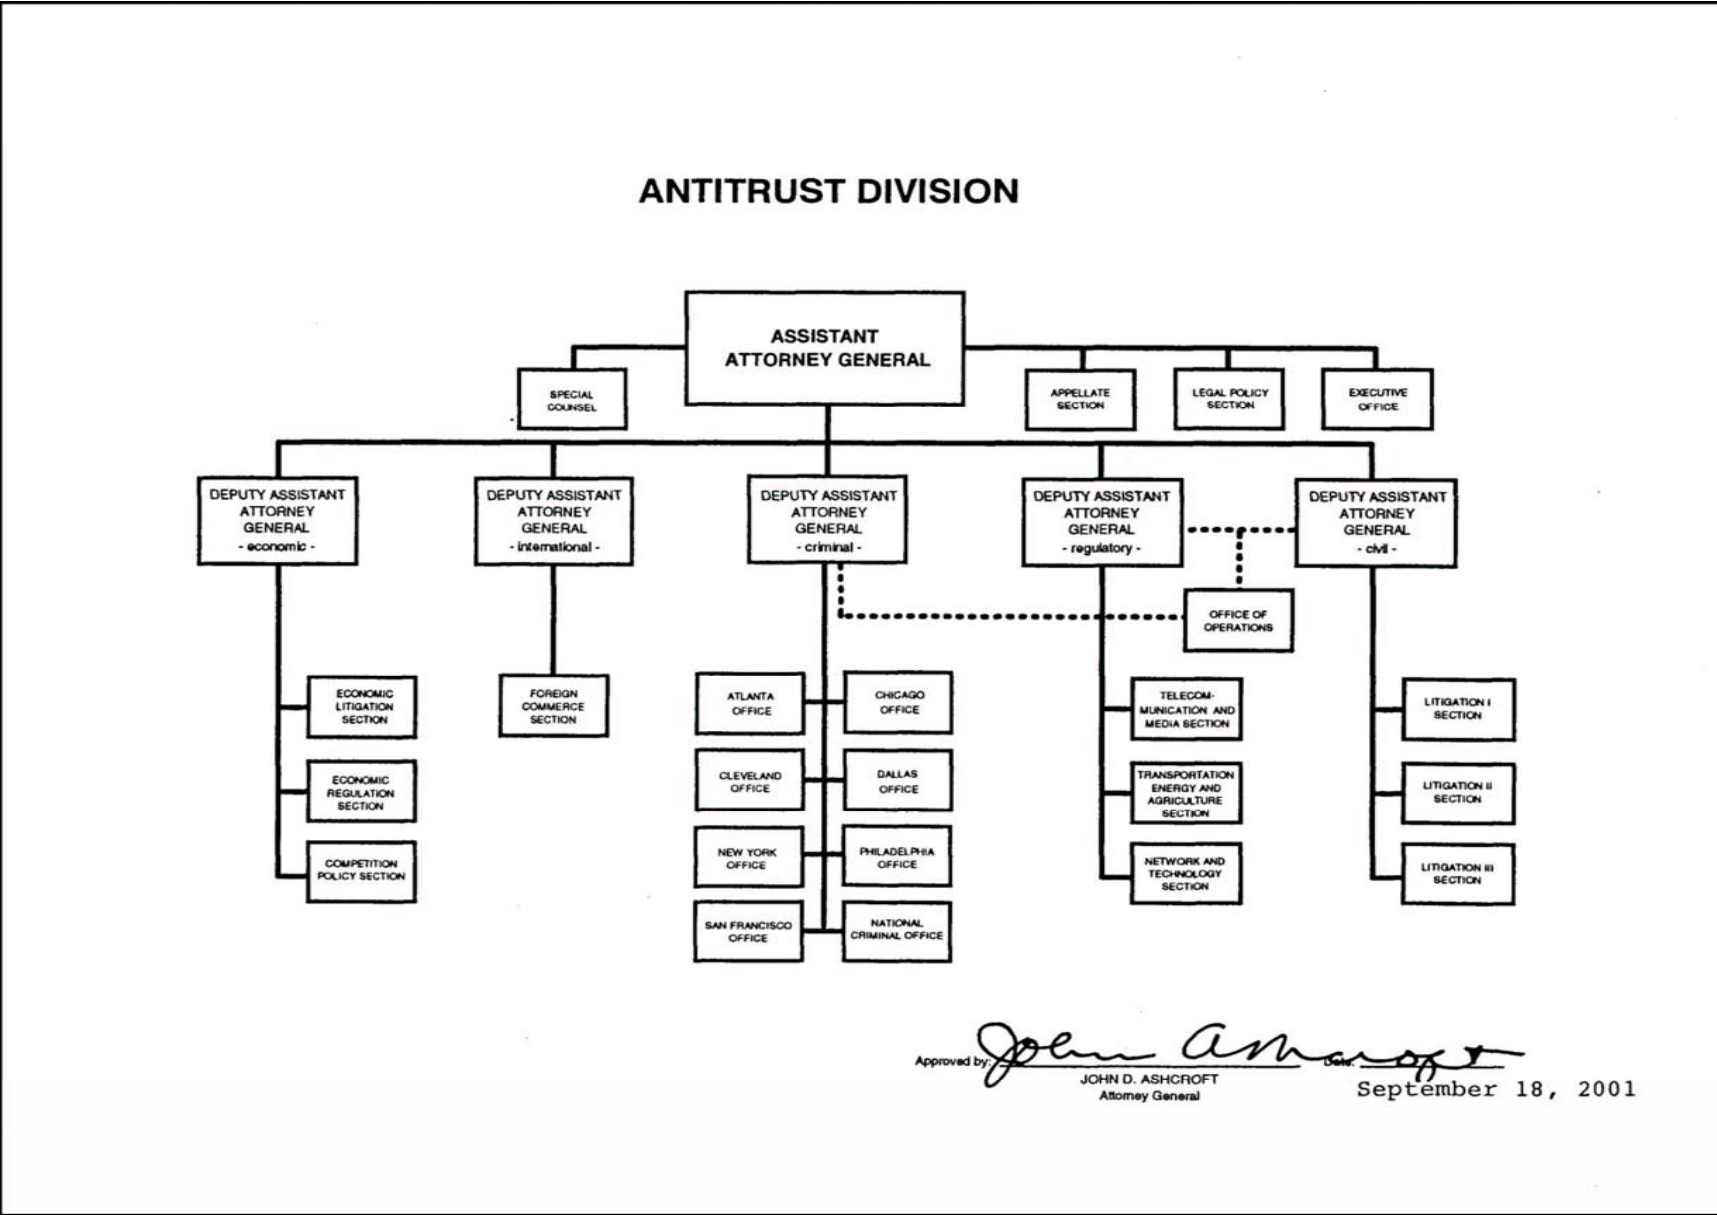 ANTITRUST DIVISION
ASSISTANT
ATTORNEY GENERAL
SPECIAL
COUNSEL
APPELLATE
SECTION
LEGAL POLICY
SECTION
EXECUTIVE
OFFICE
DEPUTY ASSISTANT
ATTORNEY
GENERAL
- economic -
DEPUTY ASSISTANT
ATTORNEY
GENERAL
- international -
DEPUTY ASSISTANT
ATTORNEY
GENERAL
- criminal -
DEPUTY ASSISTANT
ATTORNEY
GENERAL
- regulatory -
DEPUTY ASSISTANT
ATTORNEY
GENERAL
- civil -
OFFICE OF
OPERATIONS
ECONOMIC
LITIGATION
SECTION
ECONOMIC
REGULATION
SECTION
COMPETITION
POLICY SECTION
FOREIGN
COMMERCE
SECTION
ATLANTA
OFFICE
CHICAGO
OFFICE
CLEVELAND
OFFICE
DALLAS
OFFICE
NEW YORK
OFFICE
PHILADELPHIA
OFFICE
SAN FRANCISCO
OFFICE
NATIONAL
CRIMINAL OFFICE
TELECOM-
MUNICATION AND
MEDIA SECTION
TRANSPORTATION
ENERGY AND
AGRICULTURE
SECTION
NETWORK AND
TECHNOLOGY
SECTION
LITIGATION I
SECTION
LITIGATION II
SECTION
LITIGATION III
SECTION
Approved by: John Ashcroft Date:
JOHN D. ASHCROFT
Attorney General
September 18, 2001